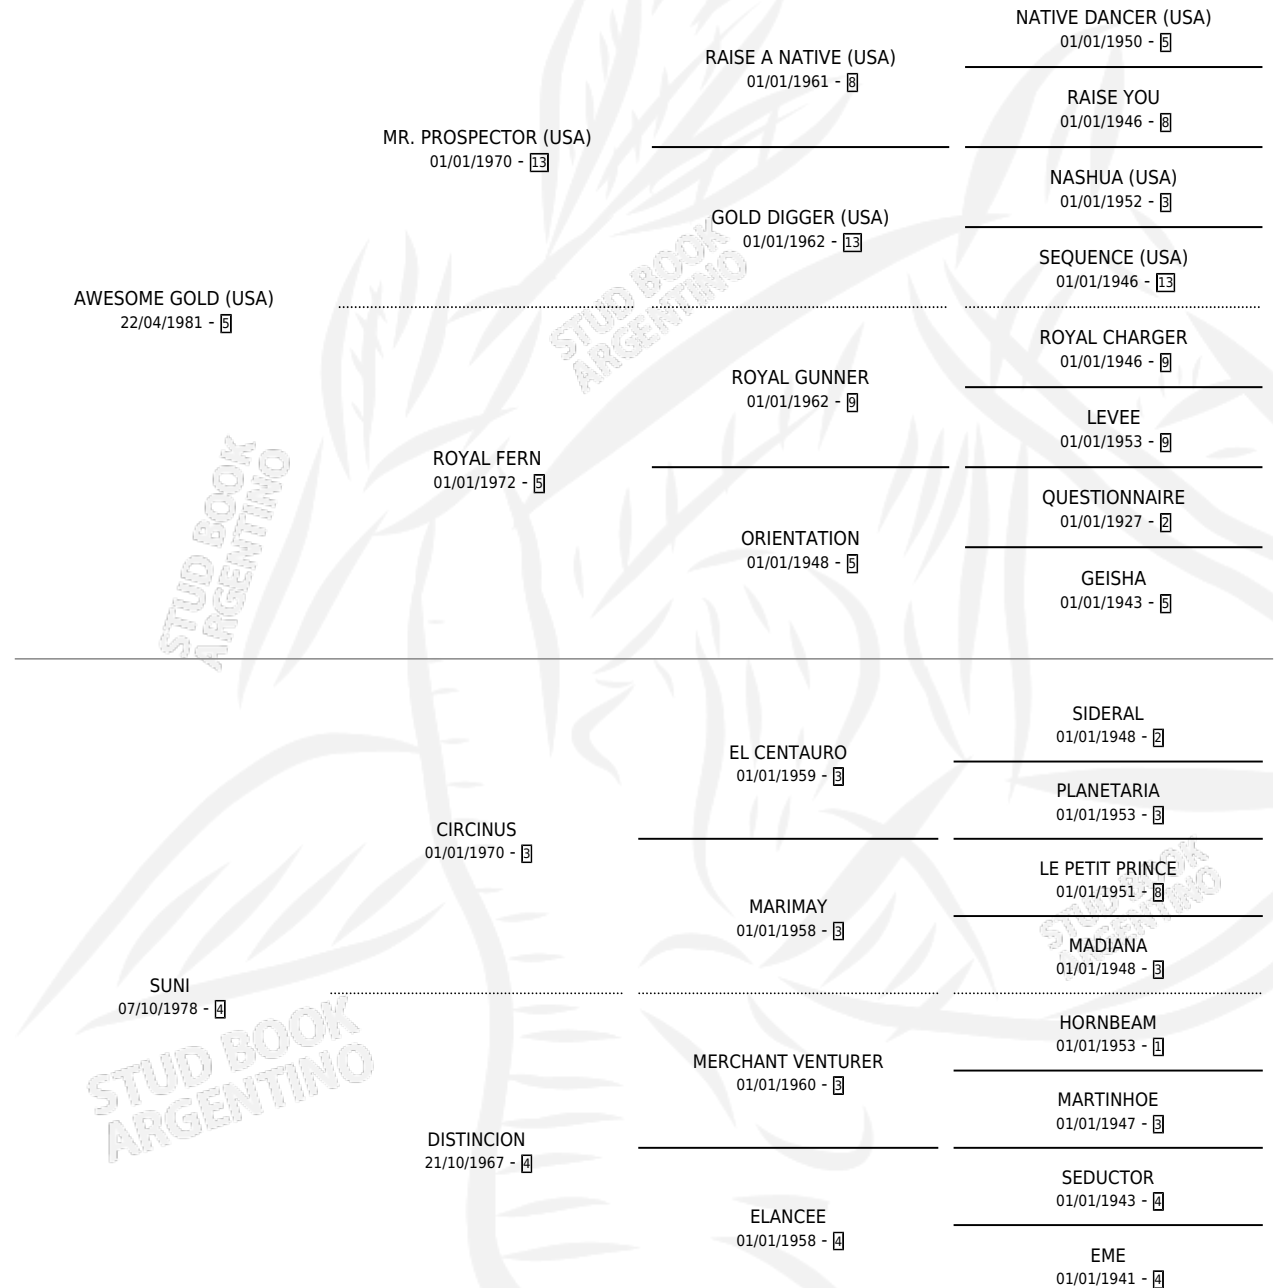 NATIVE DANCER (USA)
01/01/1950 - 5
RAISE A NATIVE (USA)
01/01/1961 - 8
RAISE YOU
01/01/1946 - 8
MR. PROSPECTOR (USA)
01/01/1970 - 13
NASHUA (USA)
01/01/1952 - 3
GOLD DIGGER (USA)
01/01/1962 - 13
SEQUENCE (USA)
01/01/1946 - 13
AWESOME GOLD (USA)
22/04/1981 - 5
ROYAL CHARGER
01/01/1946 - 9
ROYAL GUNNER
01/01/1962 - 9
LEVEE
01/01/1953 - 9
ROYAL FERN
01/01/1972 - 5
QUESTIONNAIRE
01/01/1927 - 2
ORIENTATION
01/01/1948 - 5
GEISHA
01/01/1943 - 5
SIDERAL
01/01/1948 - 2
EL CENTAURO
01/01/1959 - 3
PLANETARIA
01/01/1953 - 3
CIRCINUS
01/01/1970 - 3
LE PETIT PRINCE
01/01/1951 - 8
MARIMAY
01/01/1958 - 3
MADIANA
01/01/1948 - 3
SUNI
07/10/1978 - 4
HORNBEAM
01/01/1953 - 1
MERCHANT VENTURER
01/01/1960 - 3
MARTINHOE
01/01/1947 - 3
DISTINCION
21/10/1967 - 4
SEDUCTOR
01/01/1943 - 4
ELANCEE
01/01/1958 - 4
EME
01/01/1941 - 4
STUD BOOK
ARGENTINO
STUD BOOK
ARGENTINO
STUD BOOK
ARGENTINO
STUD BOOK
ARGENTINO